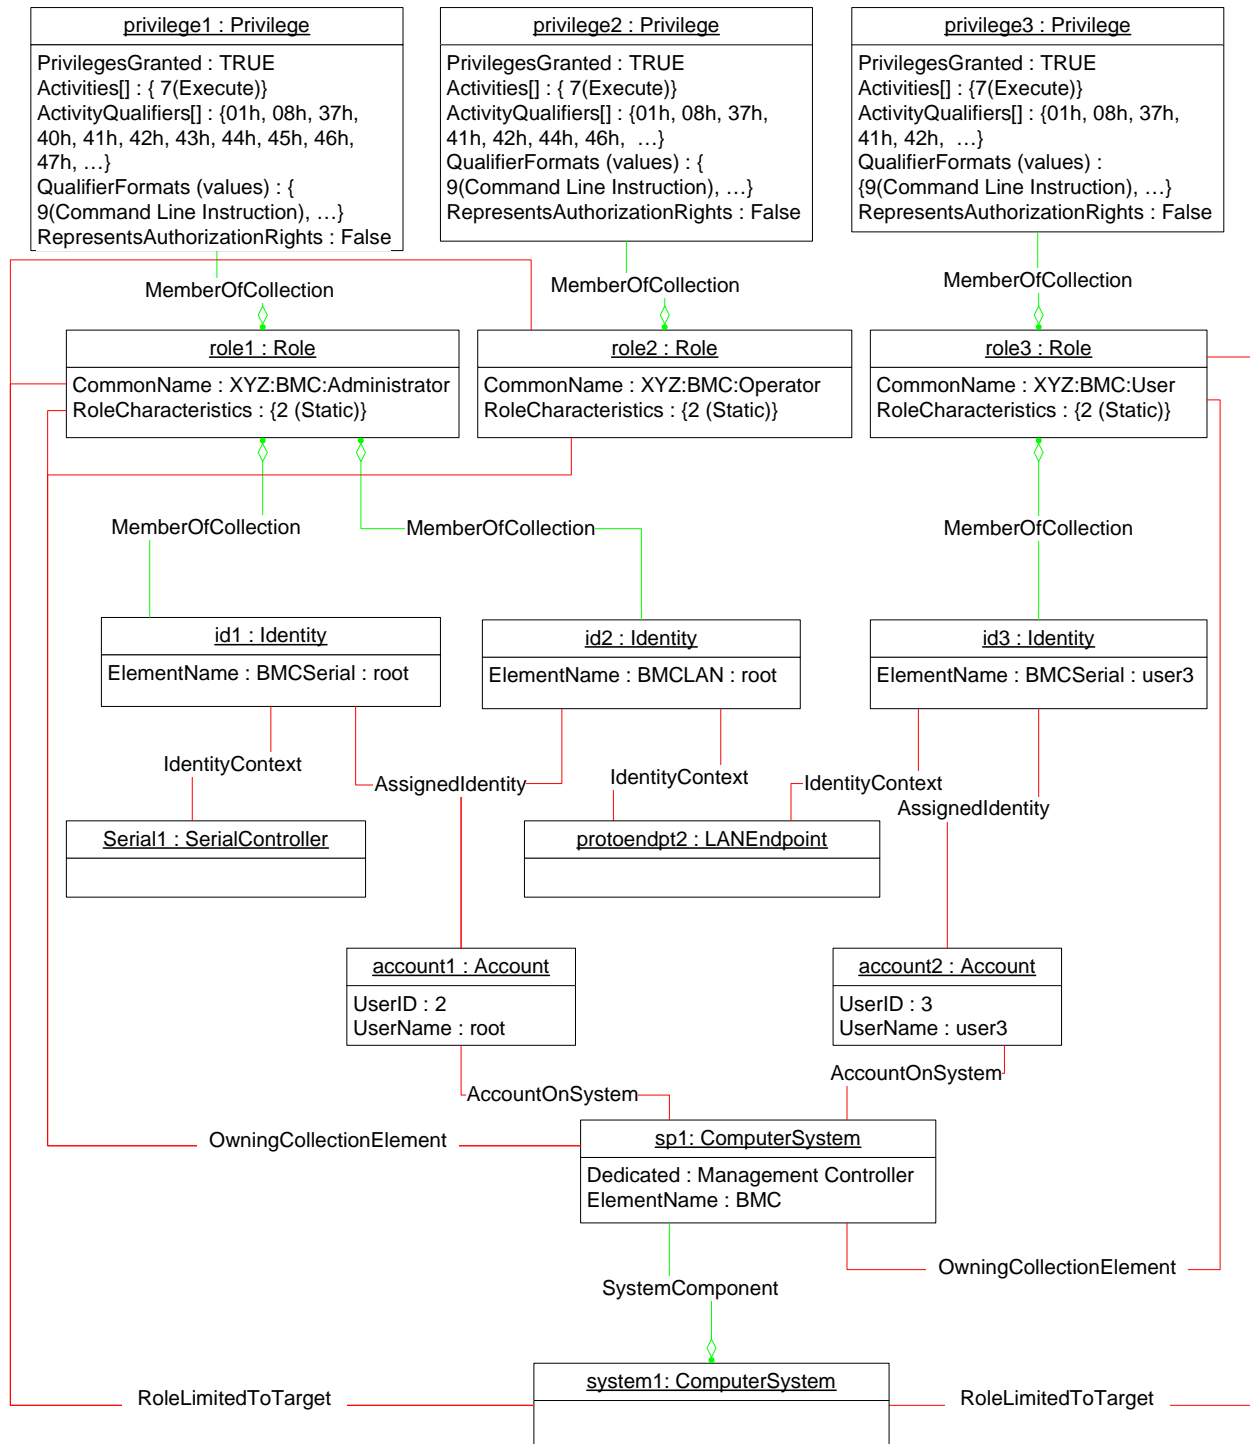 privilege1 : Privilege
PrivilegesGranted : TRUE
Activities[] : { 7(Execute)}
ActivityQualifiers[] : {01h, 08h, 37h,
40h, 41h, 42h, 43h, 44h, 45h, 46h,
47h, …}
QualifierFormats (values) : {
9(Command Line Instruction), …}
RepresentsAuthorizationRights : False
privilege2 : Privilege
PrivilegesGranted : TRUE
Activities[] : { 7(Execute)}
ActivityQualifiers[] : {01h, 08h, 37h,
41h, 42h, 44h, 46h, …}
QualifierFormats (values) : {
9(Command Line Instruction), …}
RepresentsAuthorizationRights : False
privilege3 : Privilege
PrivilegesGranted : TRUE
Activities[] : {7(Execute)}
ActivityQualifiers[] : {01h, 08h, 37h,
41h, 42h, …}
QualifierFormats (values) :
{9(Command Line Instruction), …}
RepresentsAuthorizationRights : False
MemberOfCollection
MemberOfCollection
MemberOfCollection
role1 : Role
CommonName : XYZ:BMC:Administrator
RoleCharacteristics : {2 (Static)}
role2 : Role
CommonName : XYZ:BMC:Operator
RoleCharacteristics : {2 (Static)}
role3 : Role
CommonName : XYZ:BMC:User
RoleCharacteristics : {2 (Static)}
MemberOfCollection
MemberOfCollection
MemberOfCollection
id1 : Identity
ElementName : BMCSerial : root
id2 : Identity
ElementName : BMCLAN : root
id3 : Identity
ElementName : BMCSerial : user3
IdentityContext
AssignedIdentity
IdentityContext
IdentityContext
AssignedIdentity
Serial1 : SerialController
protoendpt2 : LANEndpoint
account1 : Account
UserID : 2
UserName : root
account2 : Account
UserID : 3
UserName : user3
AccountOnSystem
AccountOnSystem
OwningCollectionElement
sp1: ComputerSystem
Dedicated : Management Controller
ElementName : BMC
OwningCollectionElement
SystemComponent
system1: ComputerSystem
RoleLimitedToTarget
RoleLimitedToTarget